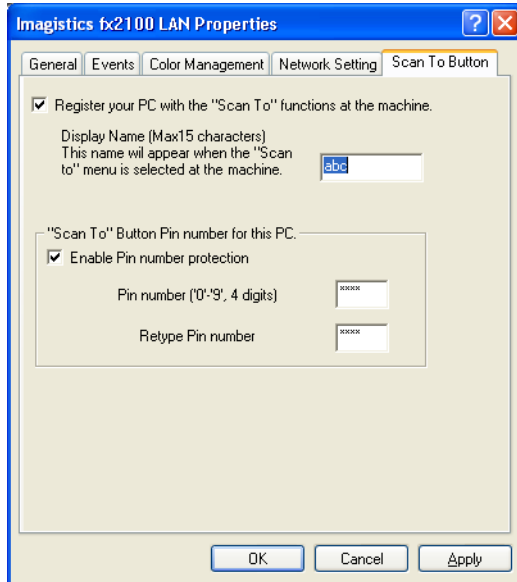 Imagistics fx2100 LAN Properties
General Events Color Management Network Setting Scan To Button
Register your PC with the "Scan To" functions at the machine.
Display Name (Max15 characters)
This name wil appear when the "Scan
to" menu is selected at the machine.
abc
"Scan To" Button Pin number for this PC.
Enable Pin number protection
Pin number ('0'-'9', 4 digits)
xxxx
Retype Pin number
xxxx
OK Cancel Apply